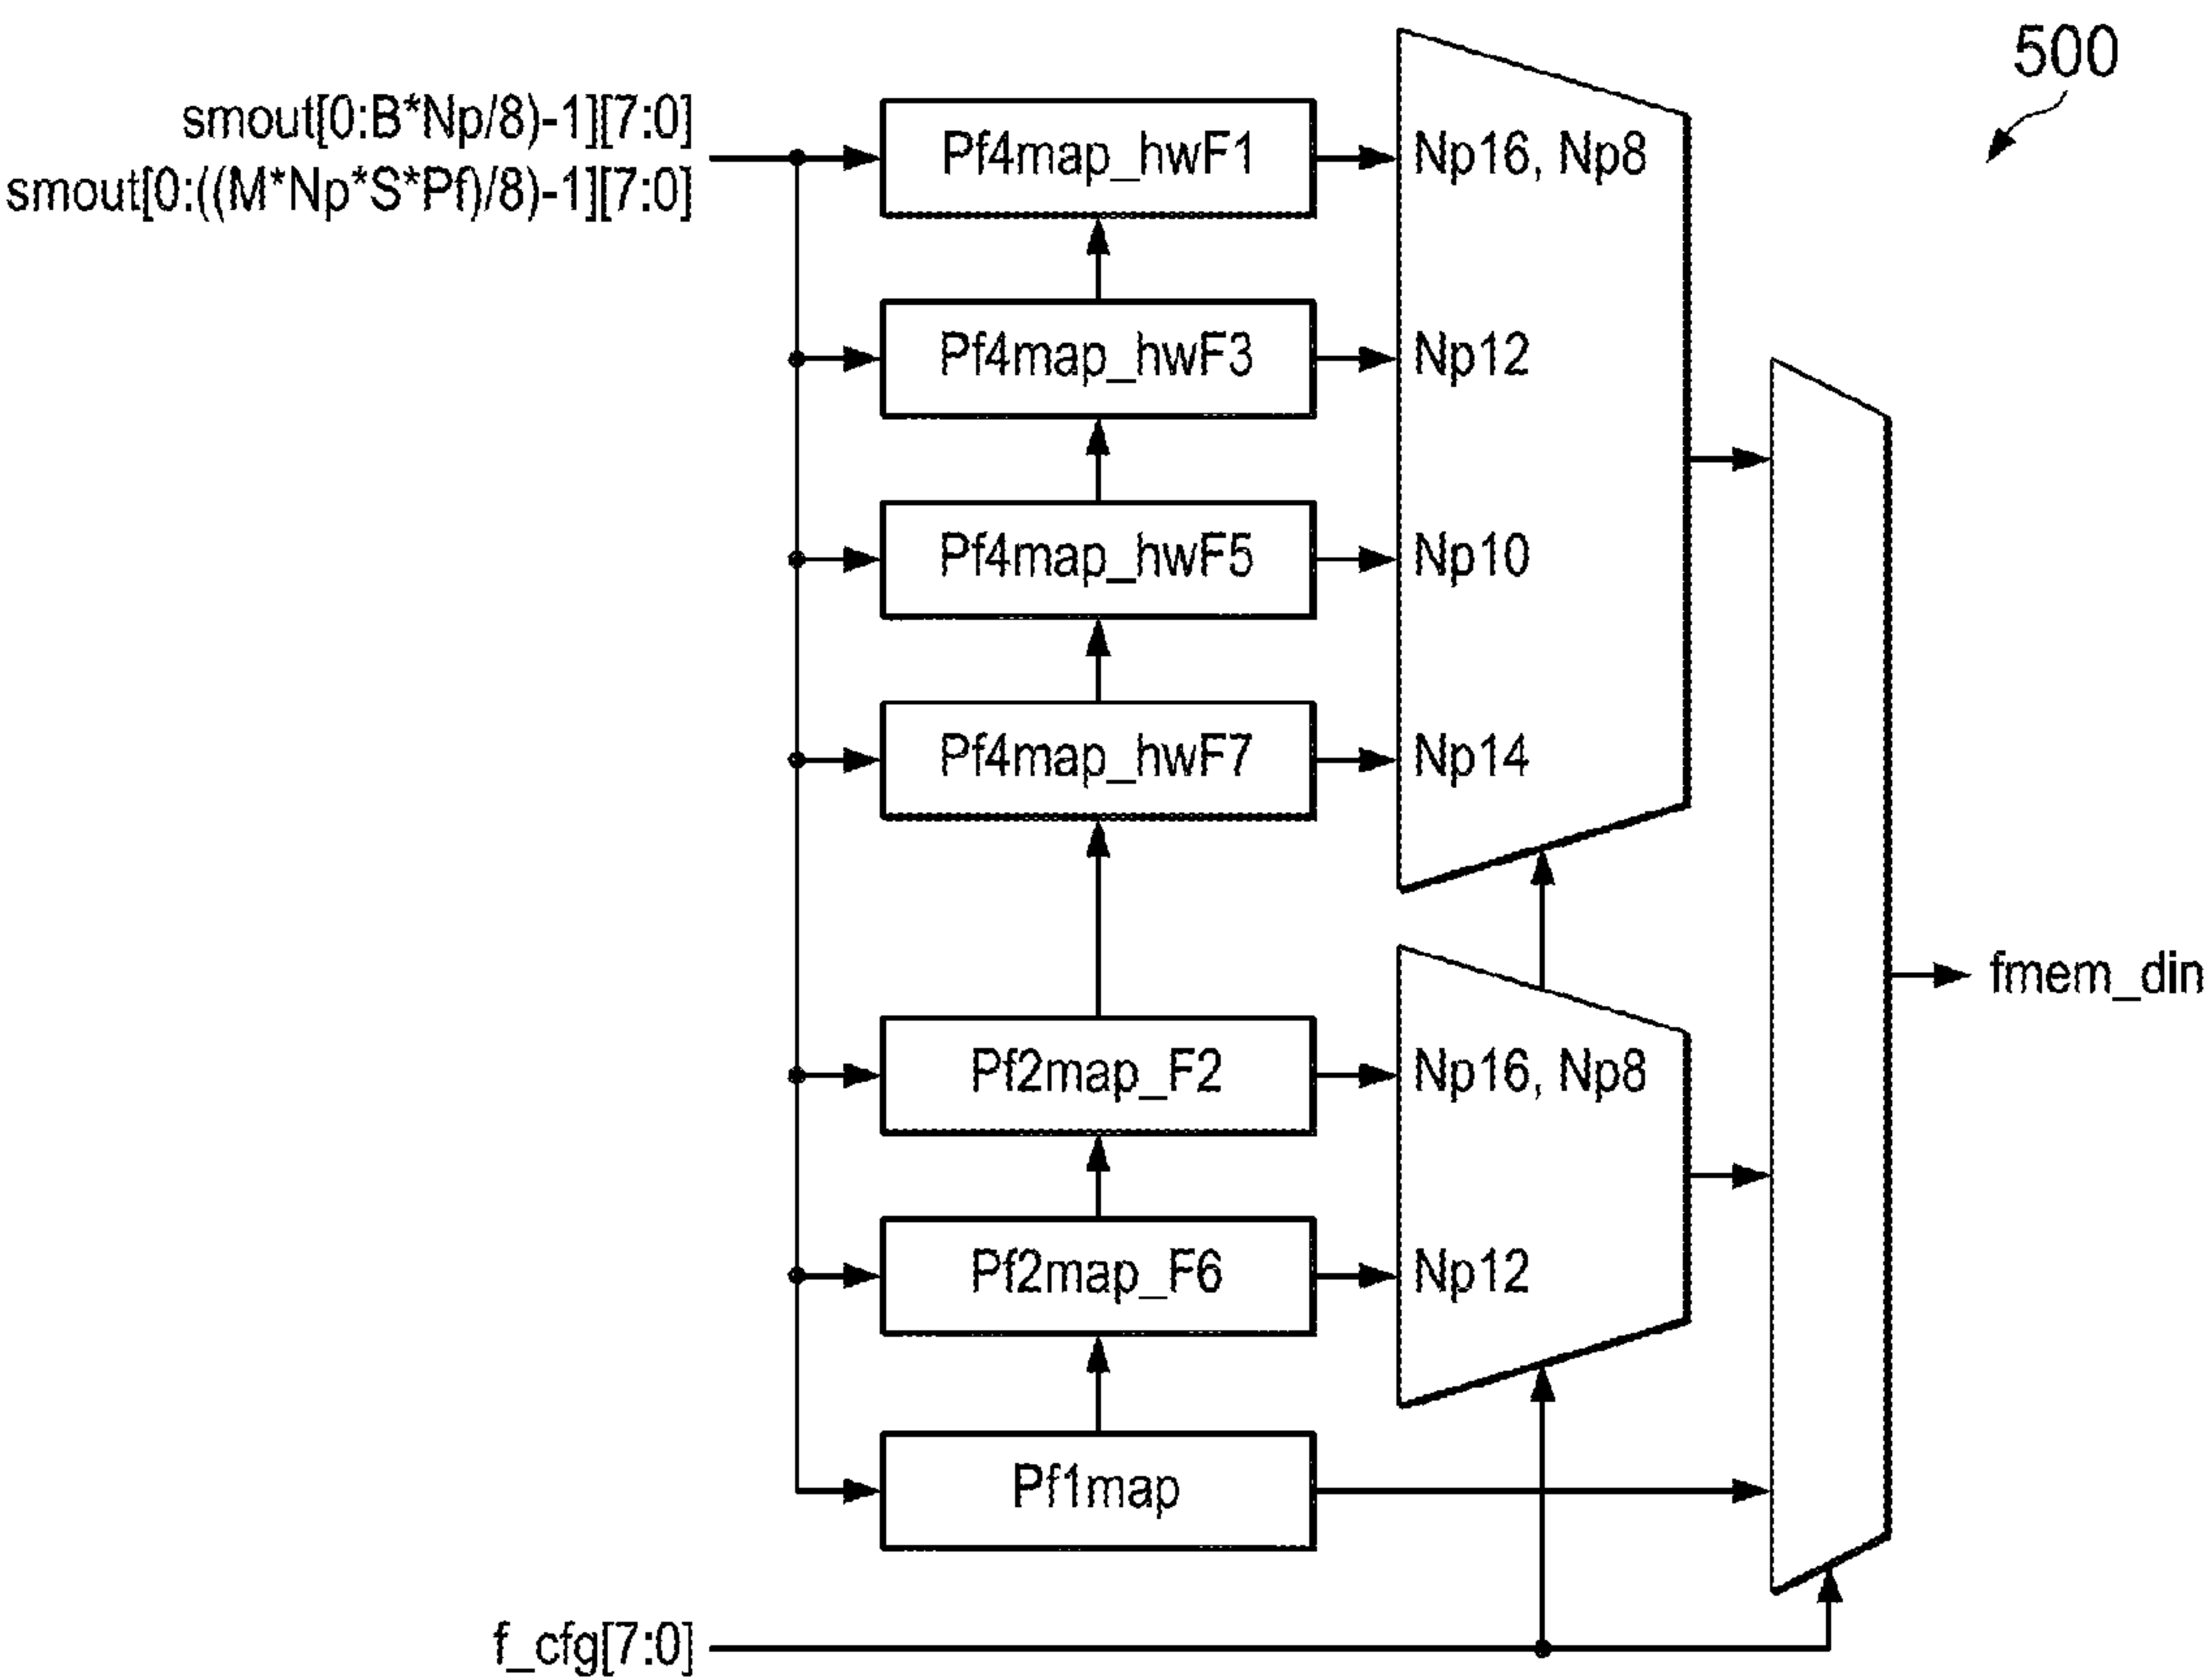 500
smout[0:B*Np/8)-1][7:0]
smout[0:((M*Np*S*Pf)/8)-1][7:0]
Pf4map_hwF1
Np16, Np8
Pf4map_hwF3
Np12
Pf4map_hwF5
Np10
Pf4map_hwF7
Np14
fmem_din
Pf2map_F2
Np16, Np8
Pf2map_F6
Np12
Pf1map
f_cfg[7:0]